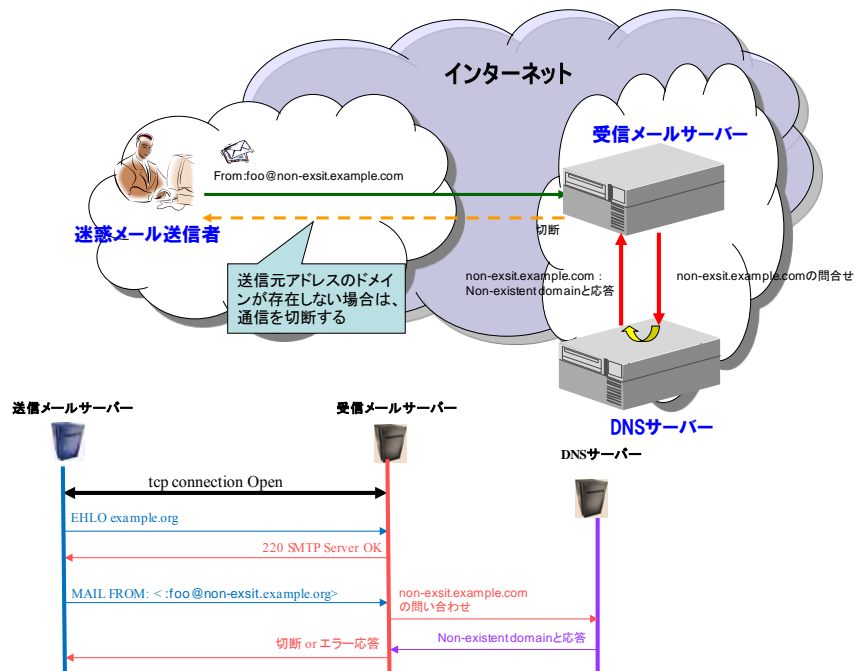 インターネット
受信メールサーバー
From:foo@non-exsit.example.com
切断
迷惑メール送信者
送信元アドレスのドメイ
ンが存在しない場合は、
通信を切断する
non-exsit.example.com :
Non-existent domainと応答
non-exsit.example.comの問合せ
DNSサーバー
送信メールサーバー
受信メールサーバー
DNSサーバー
tcp connection Open
EHLO example.org
220 SMTP Server OK
MAIL FROM: < :foo@non-exsit.example.org>
non-exsit.example.com
の問い合わせ
Non-existent domainと応答
切断 or エラー応答